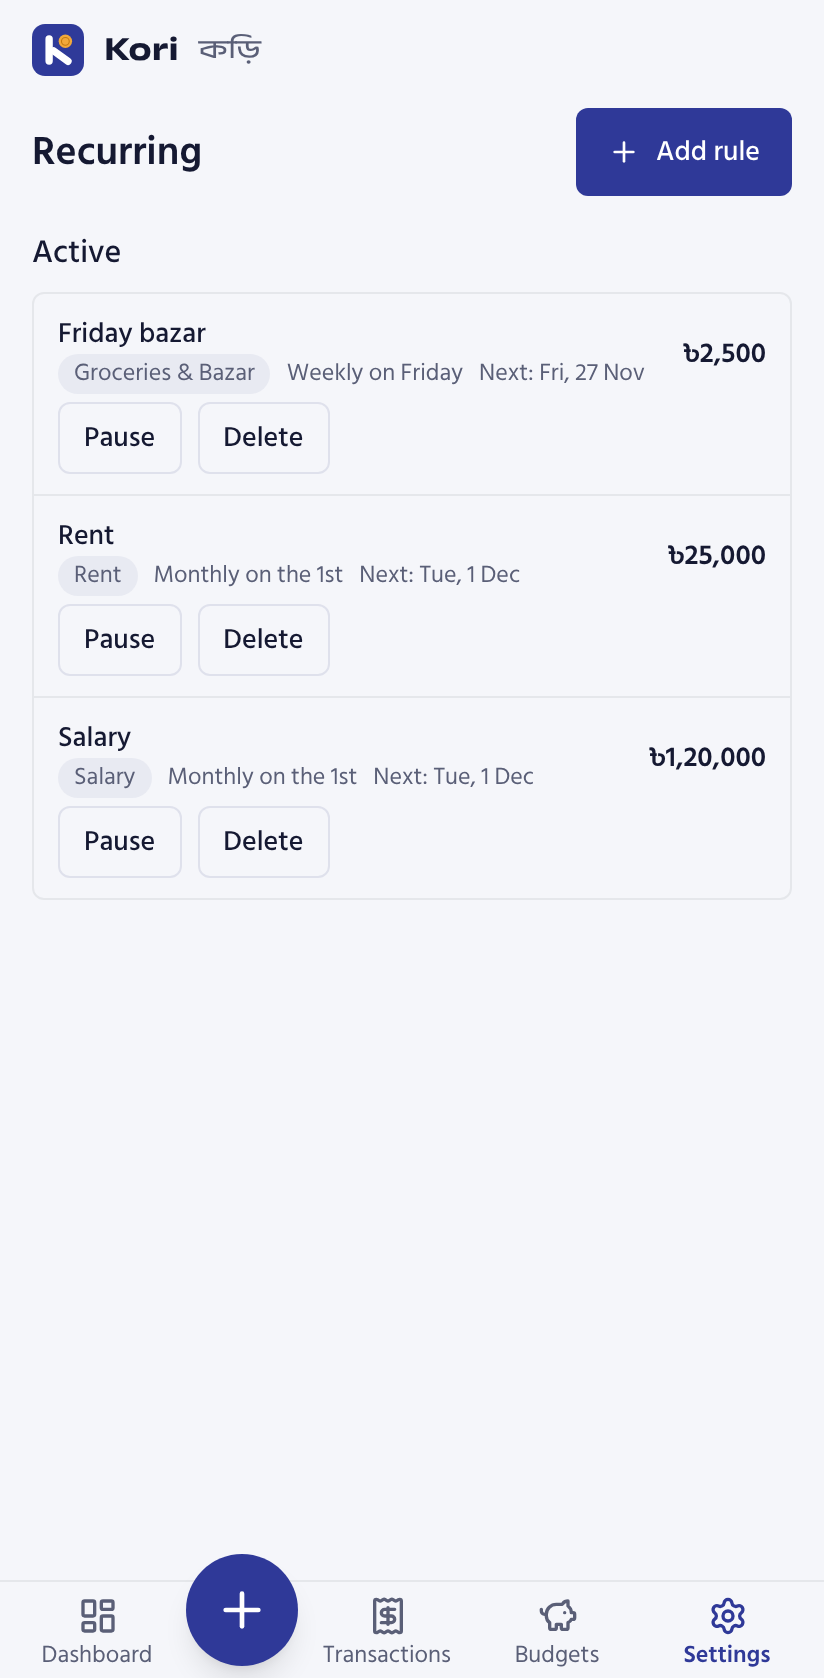 Kori কড়ি
Recurring
Add rule
Active
Friday bazar
৳2,500
Groceries & Bazar Weekly on Friday Next: Fri, 27 Nov
Pause Delete
Rent
৳25,000
Rent Monthly on the 1st Next: Tue, 1 Dec
Pause Delete
Salary
৳1,20,000
Salary Monthly on the 1st Next: Tue, 1 Dec
Pause Delete
Dashboard Transactions Budgets Settings